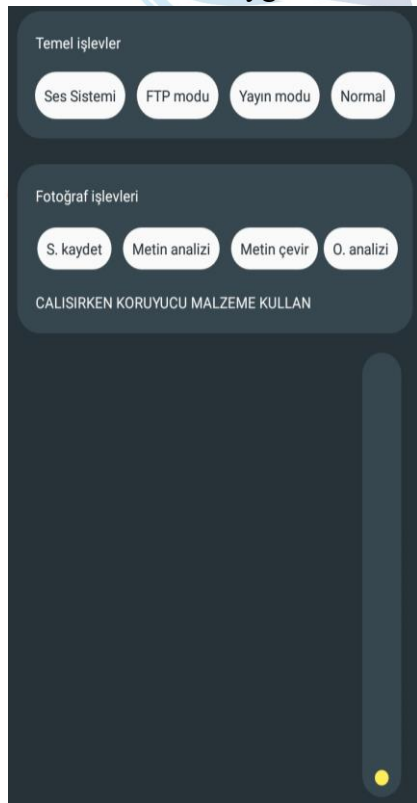 Temel işlevler
Ses Sistemi FTP modu Yayın modu Normal
Fotoğraf işlevleri
S. kaydet Metin analizi Metin çevir O. analizi
CALISIRKEN KORUYUCU MALZEME KULLAN